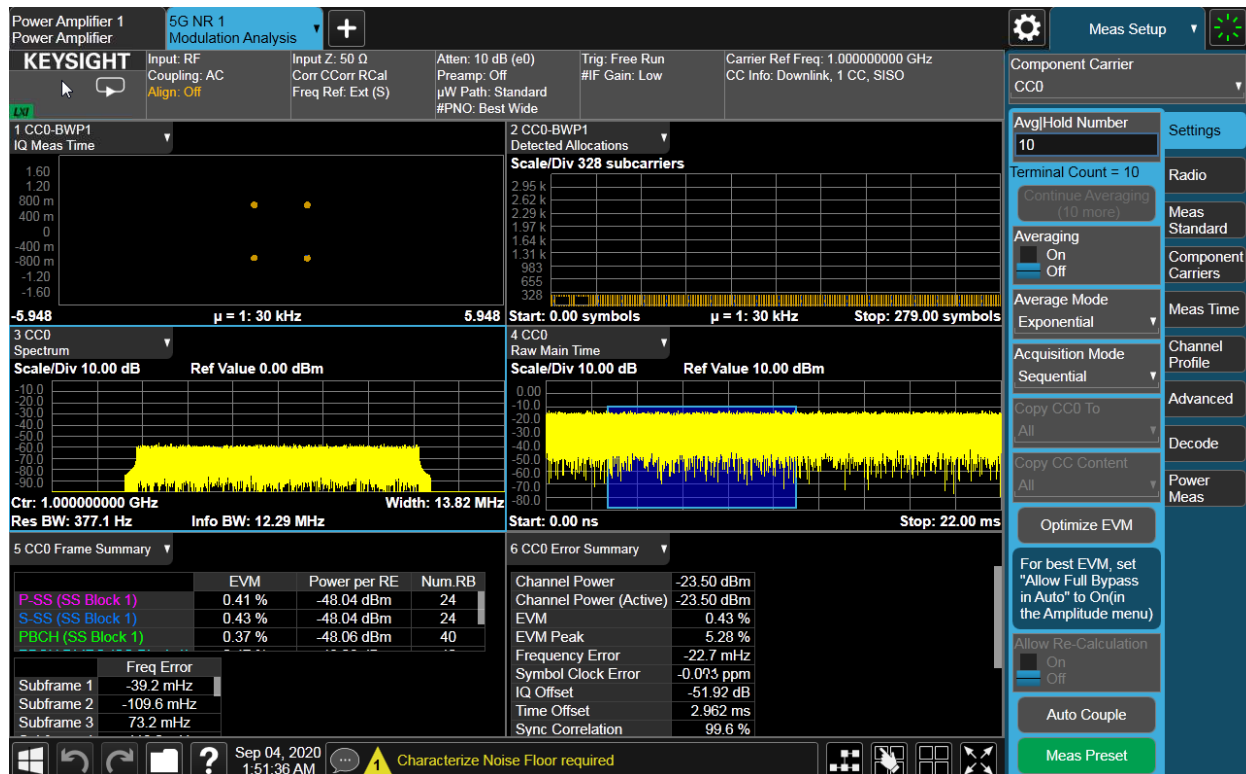 Power Amplifier 1
Power Amplifier
5G NR 1
Modulation Analysis
Meas Setup
KEYSIGHT
LXI
Input: RF
Coupling: AC
Align: Off
Input Z: 50 Ω
Corr CCorr RCal
Freq Ref: Ext (S)
Atten: 10 dB (e0)
Preamp: Off
µW Path: Standard
#PNO: Best Wide
Trig: Free Run
#IF Gain: Low
Carrier Ref Freq: 1.000000000 GHz
CC Info: Downlink, 1 CC, SISO
1 CC0-BWP1
IQ Meas Time
1.60
1.20
800 m
400 m
0
-400 m
-800 m
-1.20
-1.60
-5.948 µ = 1: 30 kHz 5.948
2 CC0-BWP1
Detected Allocations
Scale/Div 328 subcarriers
2.95 k
2.62 k
2.29 k
1.97 k
1.64 k
1.31 k
983
655
328
Start: 0.00 symbols µ = 1: 30 kHz Stop: 279.00 symbols
3 CC0
Spectrum
Scale/Div 10.00 dB Ref Value 0.00 dBm
-10.0
-20.0
-30.0
-40.0
-50.0
-60.0
-70.0
-80.0
-90.0
Ctr: 1.000000000 GHz Width: 13.82 MHz
Res BW: 377.1 Hz Info BW: 12.29 MHz
4 CC0
Raw Main Time
Scale/Div 10.00 dB Ref Value 10.00 dBm
0.00
-10.0
-20.0
-30.0
-40.0
-50.0
-60.0
-70.0
-80.0
Start: 0.00 ns Stop: 22.00 ms
5 CC0 Frame Summary
EVM Power per RE Num.RB
P-SS (SS Block 1) 0.41 % -48.04 dBm 24
S-SS (SS Block 1) 0.43 % -48.04 dBm 24
PBCH (SS Block 1) 0.37 % -48.06 dBm 40
Freq Error
Subframe 1 -39.2 mHz
Subframe 2 -109.6 mHz
Subframe 3 73.2 mHz
6 CC0 Error Summary
Channel Power -23.50 dBm
Channel Power (Active) -23.50 dBm
EVM 0.43 %
EVM Peak 5.28 %
Frequency Error -22.7 mHz
Symbol Clock Error ppm
IQ Offset -51.92 dB
Time Offset 2.962 ms
Sync Correlation 99.6 %
Component Carrier
CC0
Avg|Hold Number
10
Terminal Count = 10
Continue Averaging
(10 more)
Averaging
On
Off
Average Mode
Exponential
Acquisition Mode
Sequential
Copy CC0 To
All
Copy CC Content
All
Optimize EVM
For best EVM, set
"Allow Full Bypass
in Auto" to On(in
the Amplitude menu)
Allow Re-Calculation
On
Off
Auto Couple
Meas Preset
Settings
Radio
Meas
Standard
Component
Carriers
Meas Time
Channel
Profile
Advanced
Decode
Power
Meas
?
Sep 04, 2020
1:51:36 AM
1
Characterize Noise Floor required